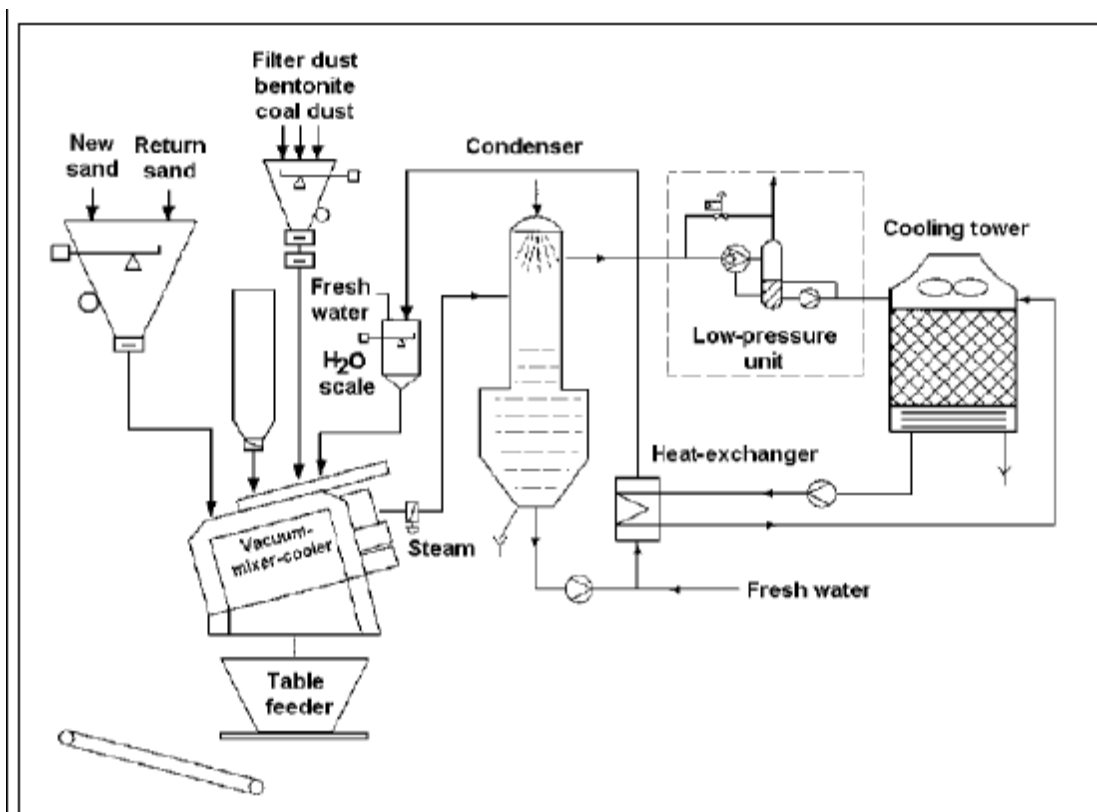 Filter dust
bentonite
coal dust
New
sand
Return
sand
Condenser
Cooling tower
Fresh
water
H₂O
scale
Low-pressure
unit
Heat-exchanger
Vacuum-
mixer-cooler
Steam
Fresh water
Table
feeder